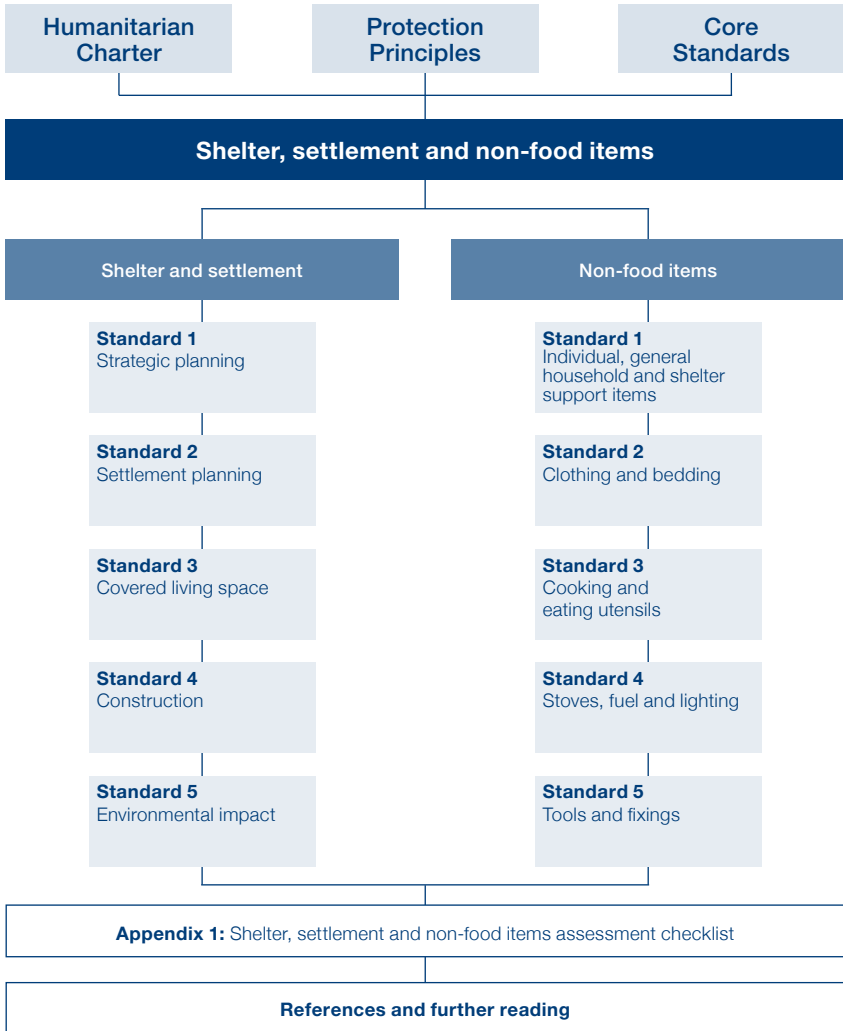 Humanitarian
Charter
Protection
Principles
Core
Standards
Shelter, settlement and non-food items
Shelter and settlement
Standard 1
Strategic planning
Standard 2
Settlement planning
Standard 3
Covered living space
Standard 4
Construction
Standard 5
Environmental impact
Non-food items
Standard 1
Individual, general
household and shelter
support items
Standard 2
Clothing and bedding
Standard 3
Cooking and
eating utensils
Standard 4
Stoves, fuel and lighting
Standard 5
Tools and fixings
Appendix 1: Shelter, settlement and non-food items assessment checklist
References and further reading